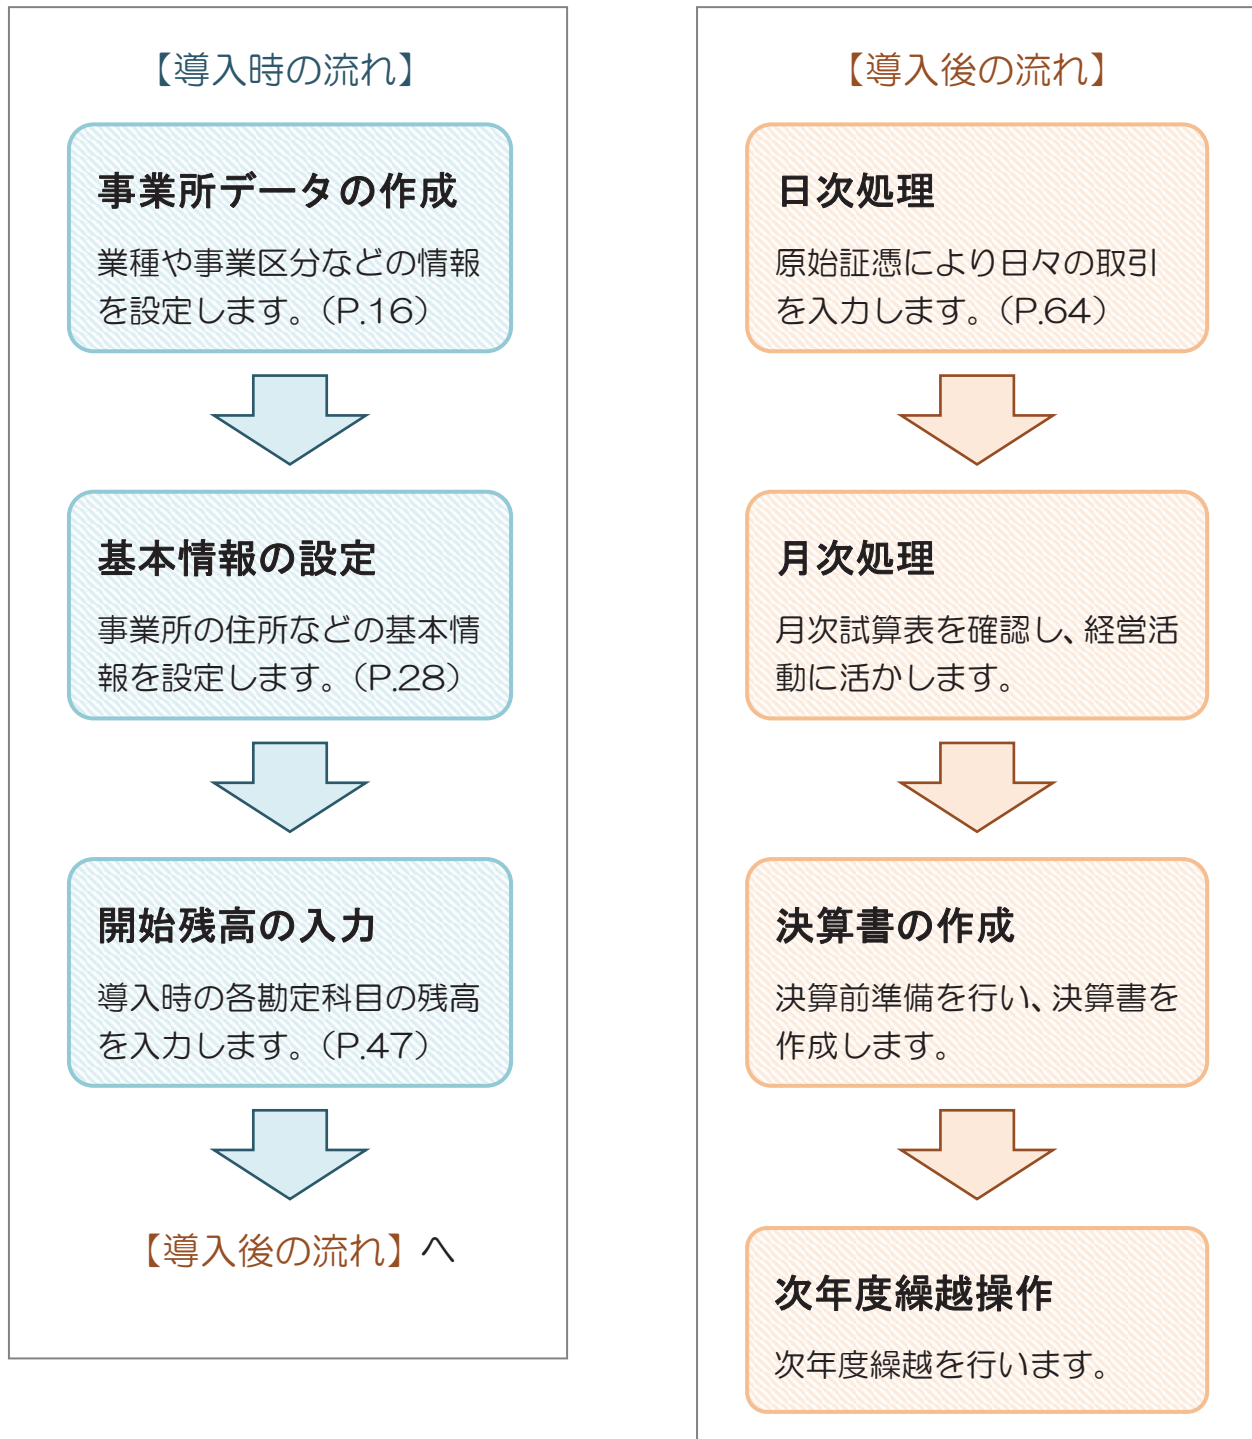 【導入時の流れ】
事業所データの作成
業種や事業区分などの情報
を設定します。（P.16）
基本情報の設定
事業所の住所などの基本情
報を設定します。（P.28）
開始残高の入力
導入時の各勘定科目の残高
を入力します。（P.47）
【導入後の流れ】へ
【導入後の流れ】
日次処理
原始証憑により日々の取引
を入力します。（P.64）
月次処理
月次試算表を確認し、経営活
動に活かします。
決算書の作成
決算前準備を行い、決算書を
作成します。
次年度繰越操作
次年度繰越を行います。